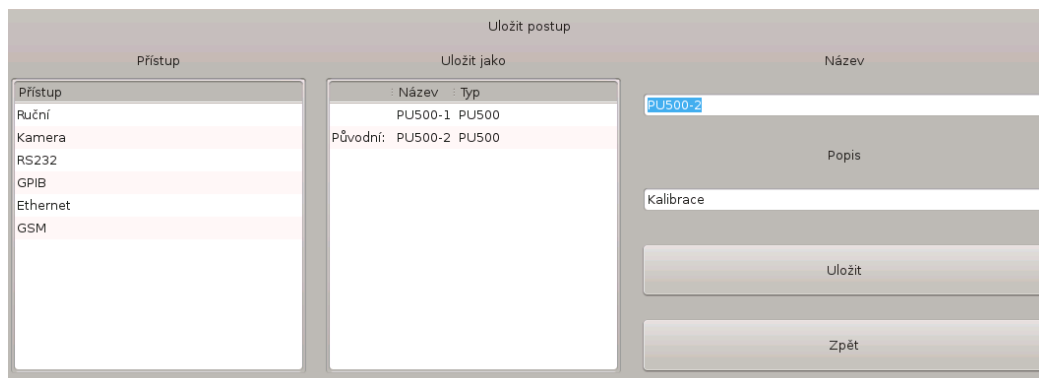 Uložit postup
Přístup
Přístup
Ruční
Kamera
RS232
GPIB
Ethernet
GSM
Uložit jako
Název Typ
PU500-1 PU500
Původní: PU500-2 PU500
Název
PU500-2
Popis
Kalibrace
Uložit
Zpět